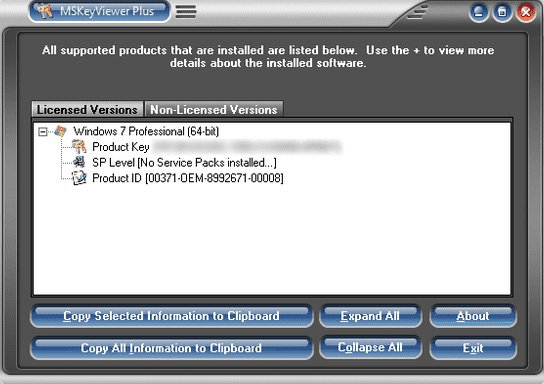 MSKeyViewer Plus
All supported products that are installed are listed below. Use the + to view more
details about the installed software.
Licensed Versions Non-Licensed Versions
Windows 7 Professional (64-bit)
Product Key
SP Level [No Service Packs installed...]
Product ID [00371-OEM-8992671-00008]
Copy Selected Information to Clipboard Expand All About
Copy All Information to Clipboard Collapse All Exit